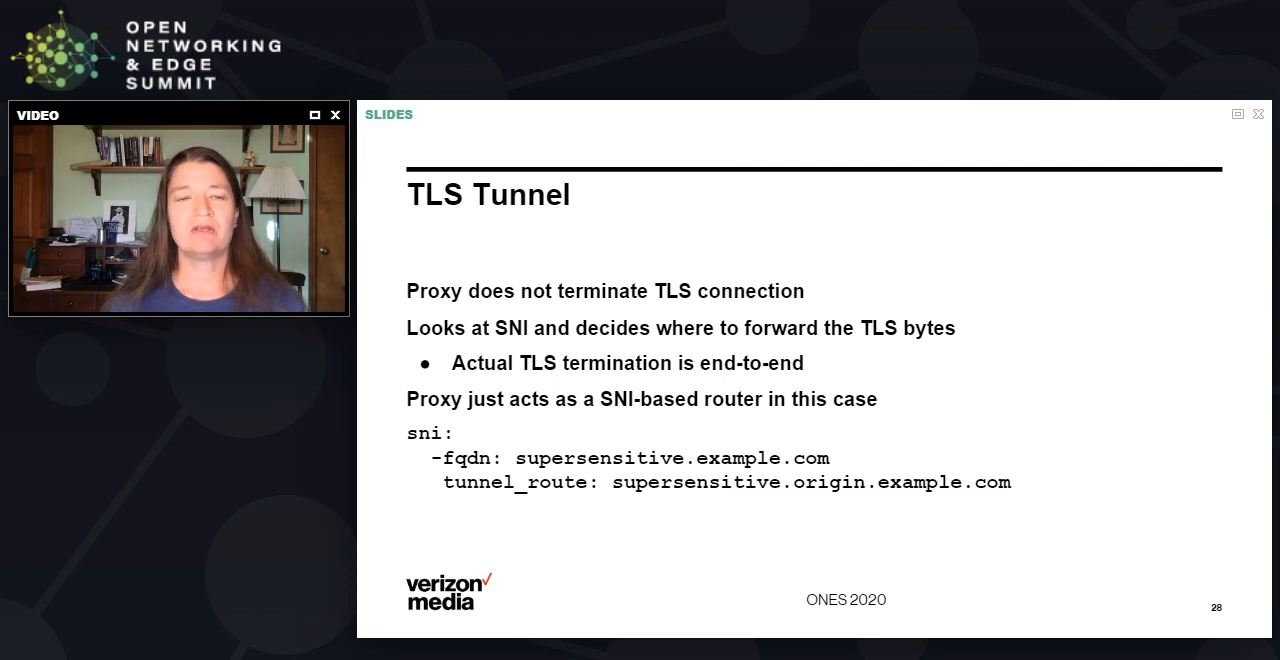 OPEN
NETWORKING
& EDGE
SUMMIT
VIDEO
SLIDES
TLS Tunnel
Proxy does not terminate TLS connection
Looks at SNI and decides where to forward the TLS bytes
● Actual TLS termination is end-to-end
Proxy just acts as a SNI-based router in this case
sni:
-fqdn: supersensitive.example.com
tunnel_route: supersensitive.origin.example.com
verizon✓
media
ONES 2020
28